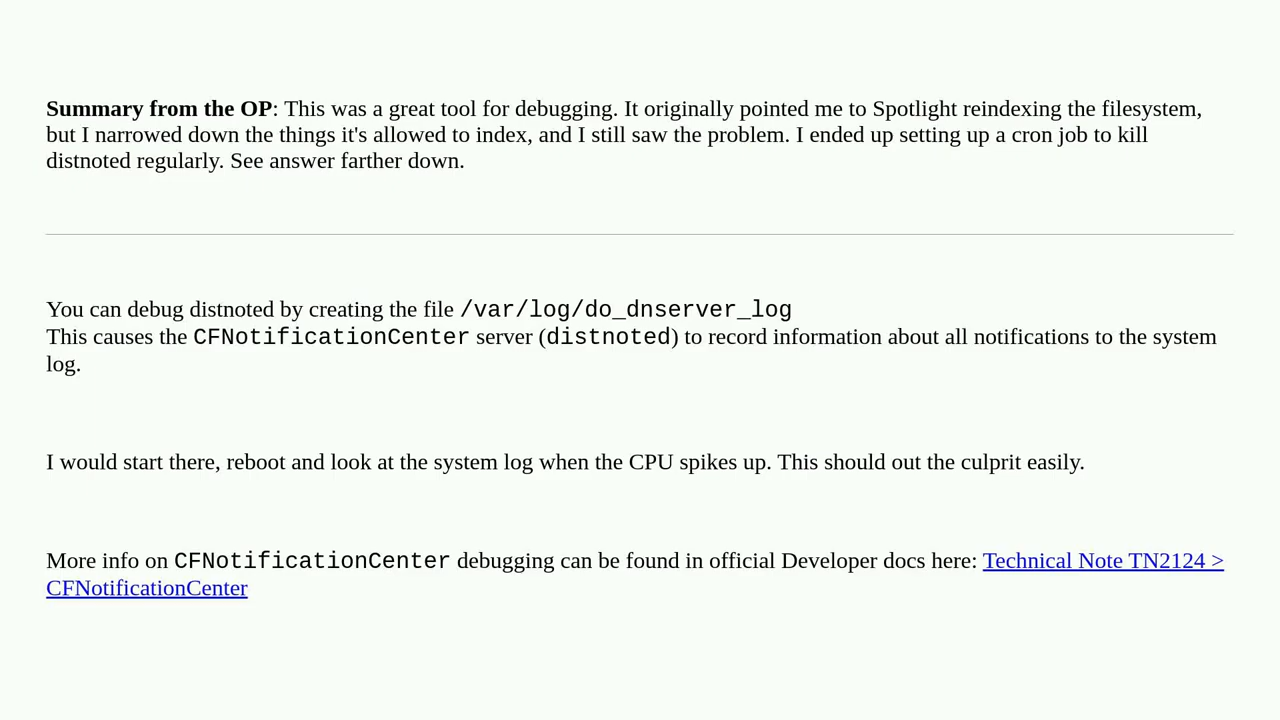 Summary from the OP: This was a great tool for debugging. It originally pointed me to Spotlight reindexing the filesystem,
but I narrowed down the things it's allowed to index, and I still saw the problem. I ended up setting up a cron job to kill
distnoted regularly. See answer farther down.
You can debug distnoted by creating the file /var/log/do_dnserver_log
This causes the CFNotificationCenter server (distnoted) to record information about all notifications to the system
log.
I would start there, reboot and look at the system log when the CPU spikes up. This should out the culprit easily.
More info on CFNotificationCenter debugging can be found in official Developer docs here: Technical Note TN2124 >
CFNotificationCenter